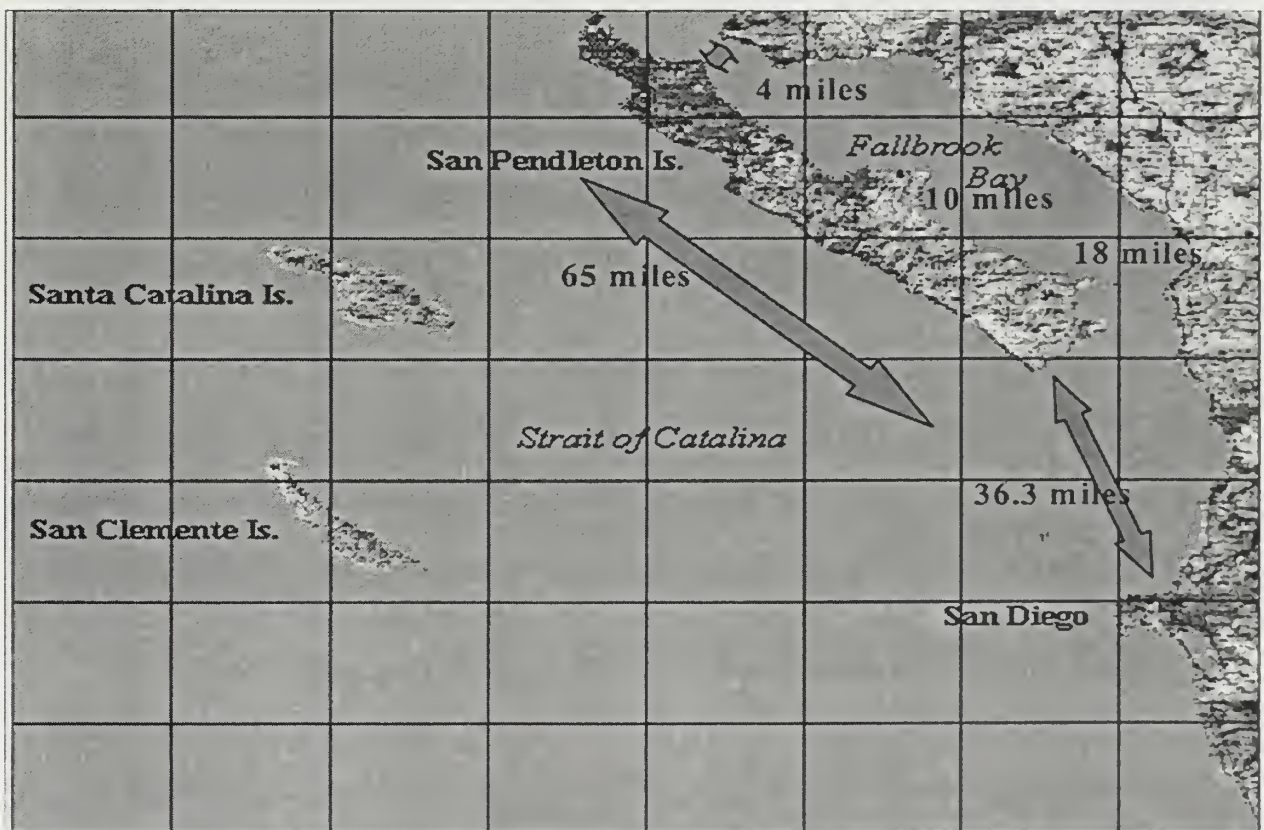 4 miles
Fallbrook
Bay
San Pendleton Is.
10 miles
18 miles
65 miles
Santa Catalina Is.
Strait of Catalina
36.3 miles
San Clemente Is.
San Diego